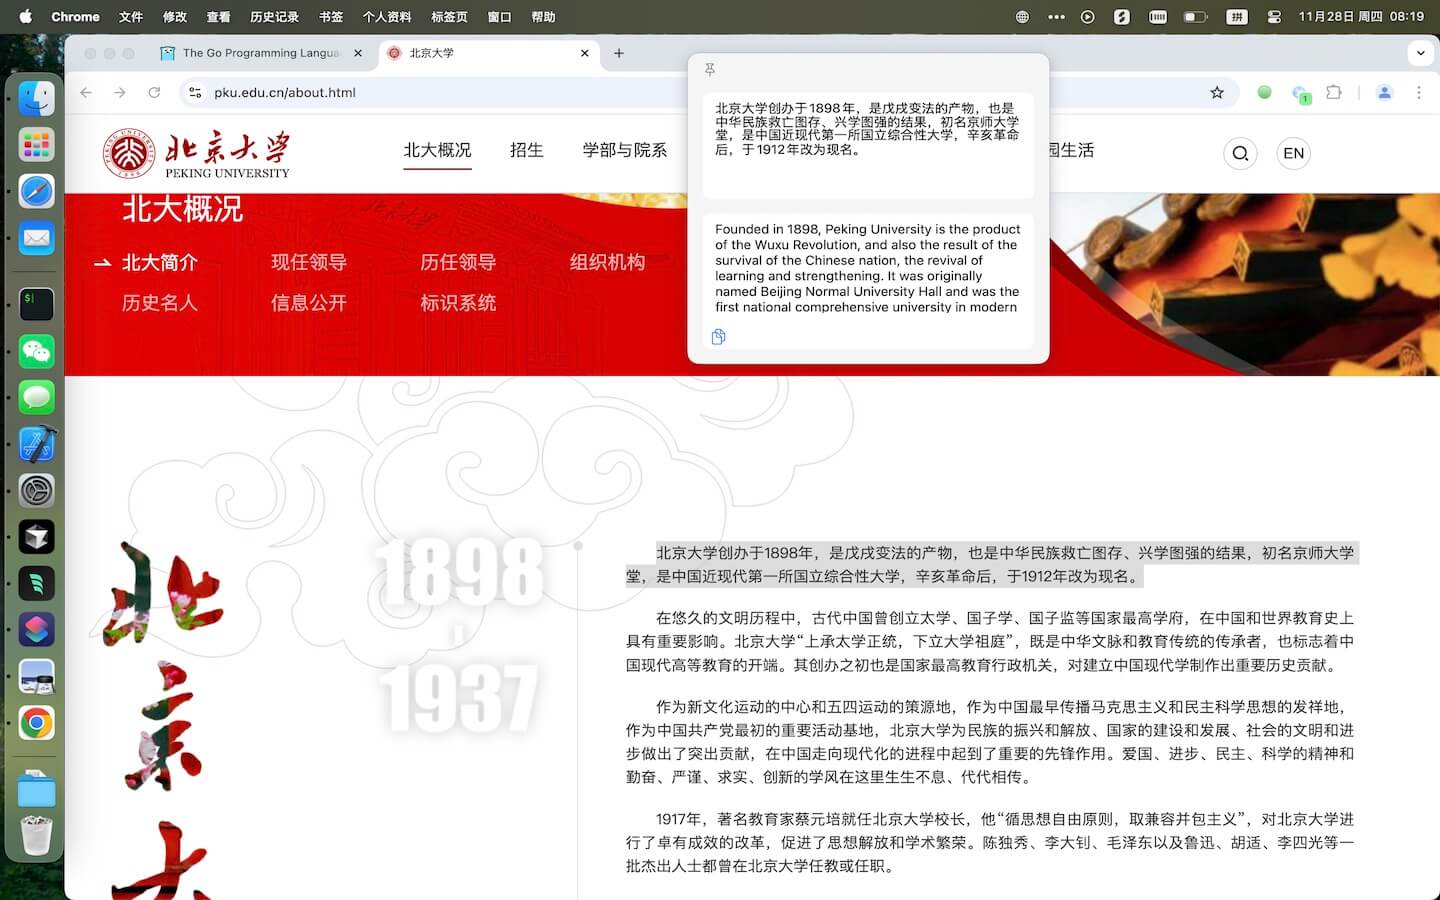 Chrome 文件 修改 查看 历史记录 书签 个人资料 标签页 窗口 帮助
拼 11月28日 周四 08:19
The Go Programming Langua
北京大学
pku.edu.cn/about.html
1
北京大学
PEKING UNIVERSITY
1898
北大概况 招生 学部与院系
园生活
EN
北京大学创办于1898年，是戊戌变法的产物，也是
中华民族救亡图存、兴学图强的结果，初名京师大学
堂，是中国近现代第一所国立综合性大学，辛亥革命
后，于1912年改为现名。
Founded in 1898, Peking University is the product
of the Wuxu Revolution, and also the result of the
survival of the Chinese nation, the revival of
learning and strengthening. It was originally
named Beijing Normal University Hall and was the
first national comprehensive university in modern
北大概况
北大简介 现任领导 历任领导 组织机构
历史名人 信息公开 标识系统
$
北
京
大
1898
1937
北京大学创办于1898年，是戊戌变法的产物，也是中华民族救亡图存、兴学图强的结果，初名京师大学
堂，是中国近现代第一所国立综合性大学，辛亥革命后，于1912年改为现名。
在悠久的文明历程中，古代中国曾创立太学、国子学、国子监等国家最高学府，在中国和世界教育史上
具有重要影响。北京大学“上承太学正统，下立大学祖庭”，既是中华文脉和教育传统的传承者，也标志着中
国现代高等教育的开端。其创办之初也是国家最高教育行政机关，对建立中国现代学制作出重要历史贡献。
作为新文化运动的中心和五四运动的策源地，作为中国最早传播马克思主义和民主科学思想的发祥地，
作为中国共产党最初的重要活动基地，北京大学为民族的振兴和解放、国家的建设和发展、社会的文明和进
步做出了突出贡献，在中国走向现代化的进程中起到了重要的先锋作用。爱国、进步、民主、科学的精神和
勤奋、严谨、求实、创新的学风在这里生生不息、代代相传。
1917年，著名教育家蔡元培就任北京大学校长，他“循思想自由原则，取兼容并包主义”，对北京大学进
行了卓有成效的改革，促进了思想解放和学术繁荣。陈独秀、李大钊、毛泽东以及鲁迅、胡适、李四光等一
批杰出人士都曾在北京大学任教或任职。